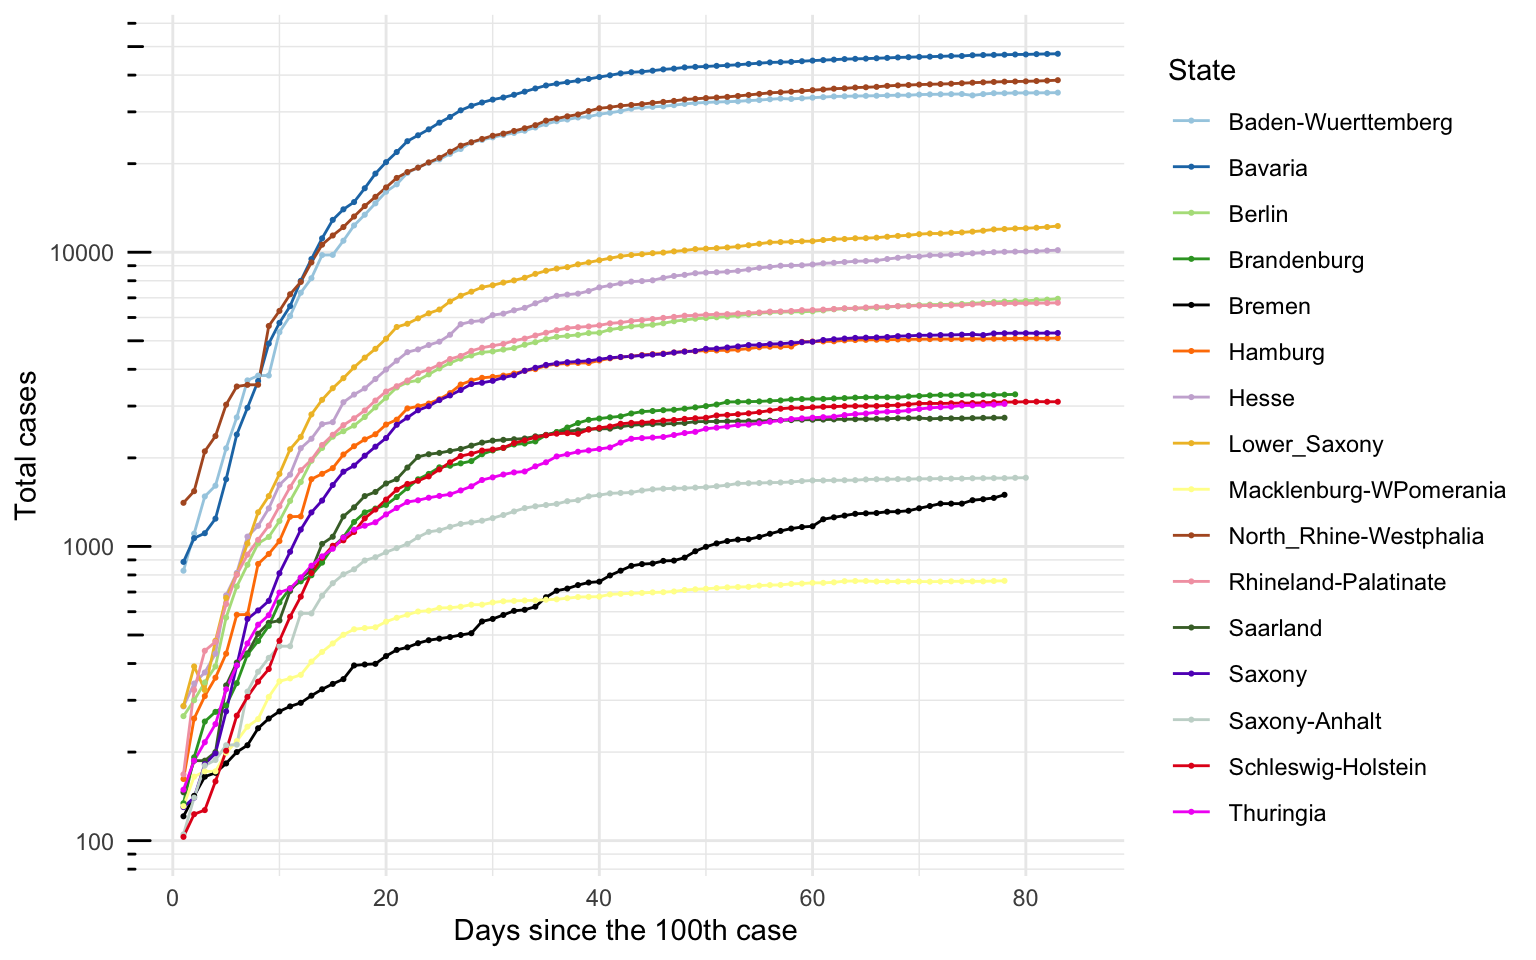 Total cases
10000
1000
100
0 20 40 60 80
Days since the 100th case
State
Baden-Wuerttemberg
Bavaria
Berlin
Brandenburg
Bremen
Hamburg
Hesse
Lower_Saxony
Macklenburg-WPomerania
North_Rhine-Westphalia
Rhineland-Palatinate
Saarland
Saxony
Saxony-Anhalt
Schleswig-Holstein
Thuringia